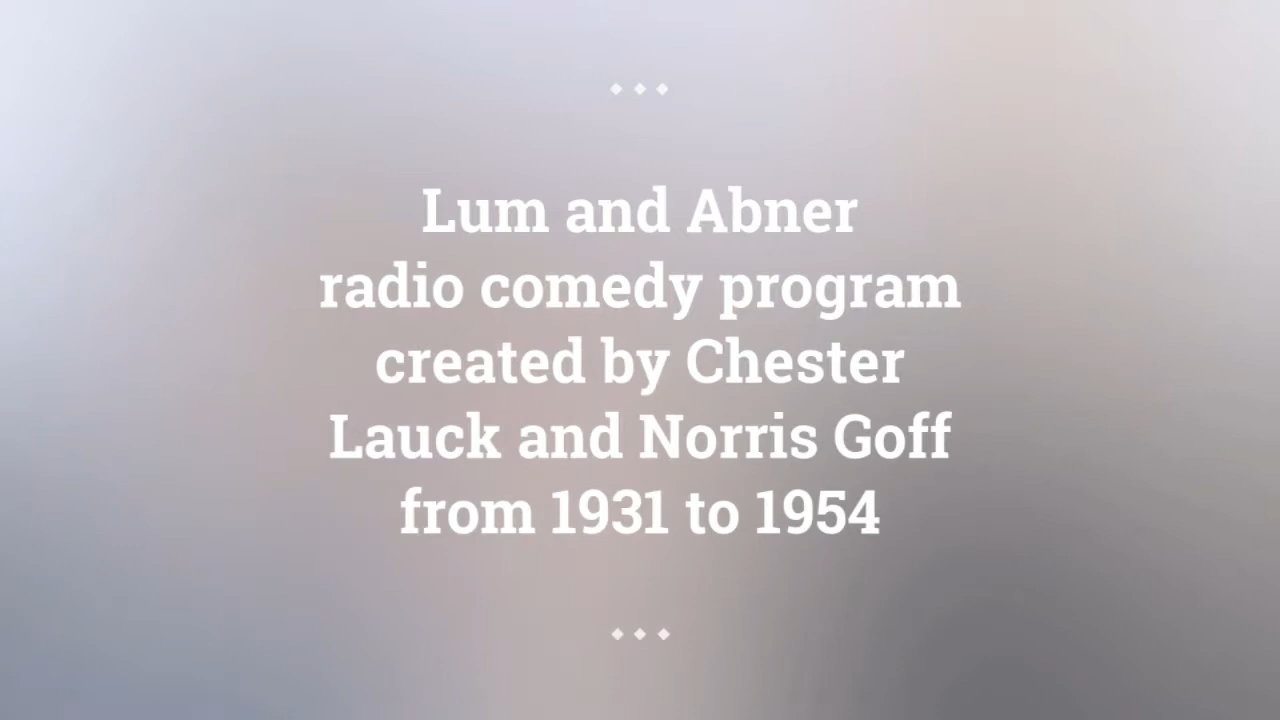 Lum and Abner
radio comedy program
created by Chester
Lauck and Norris Goff
from 1931 to 1954